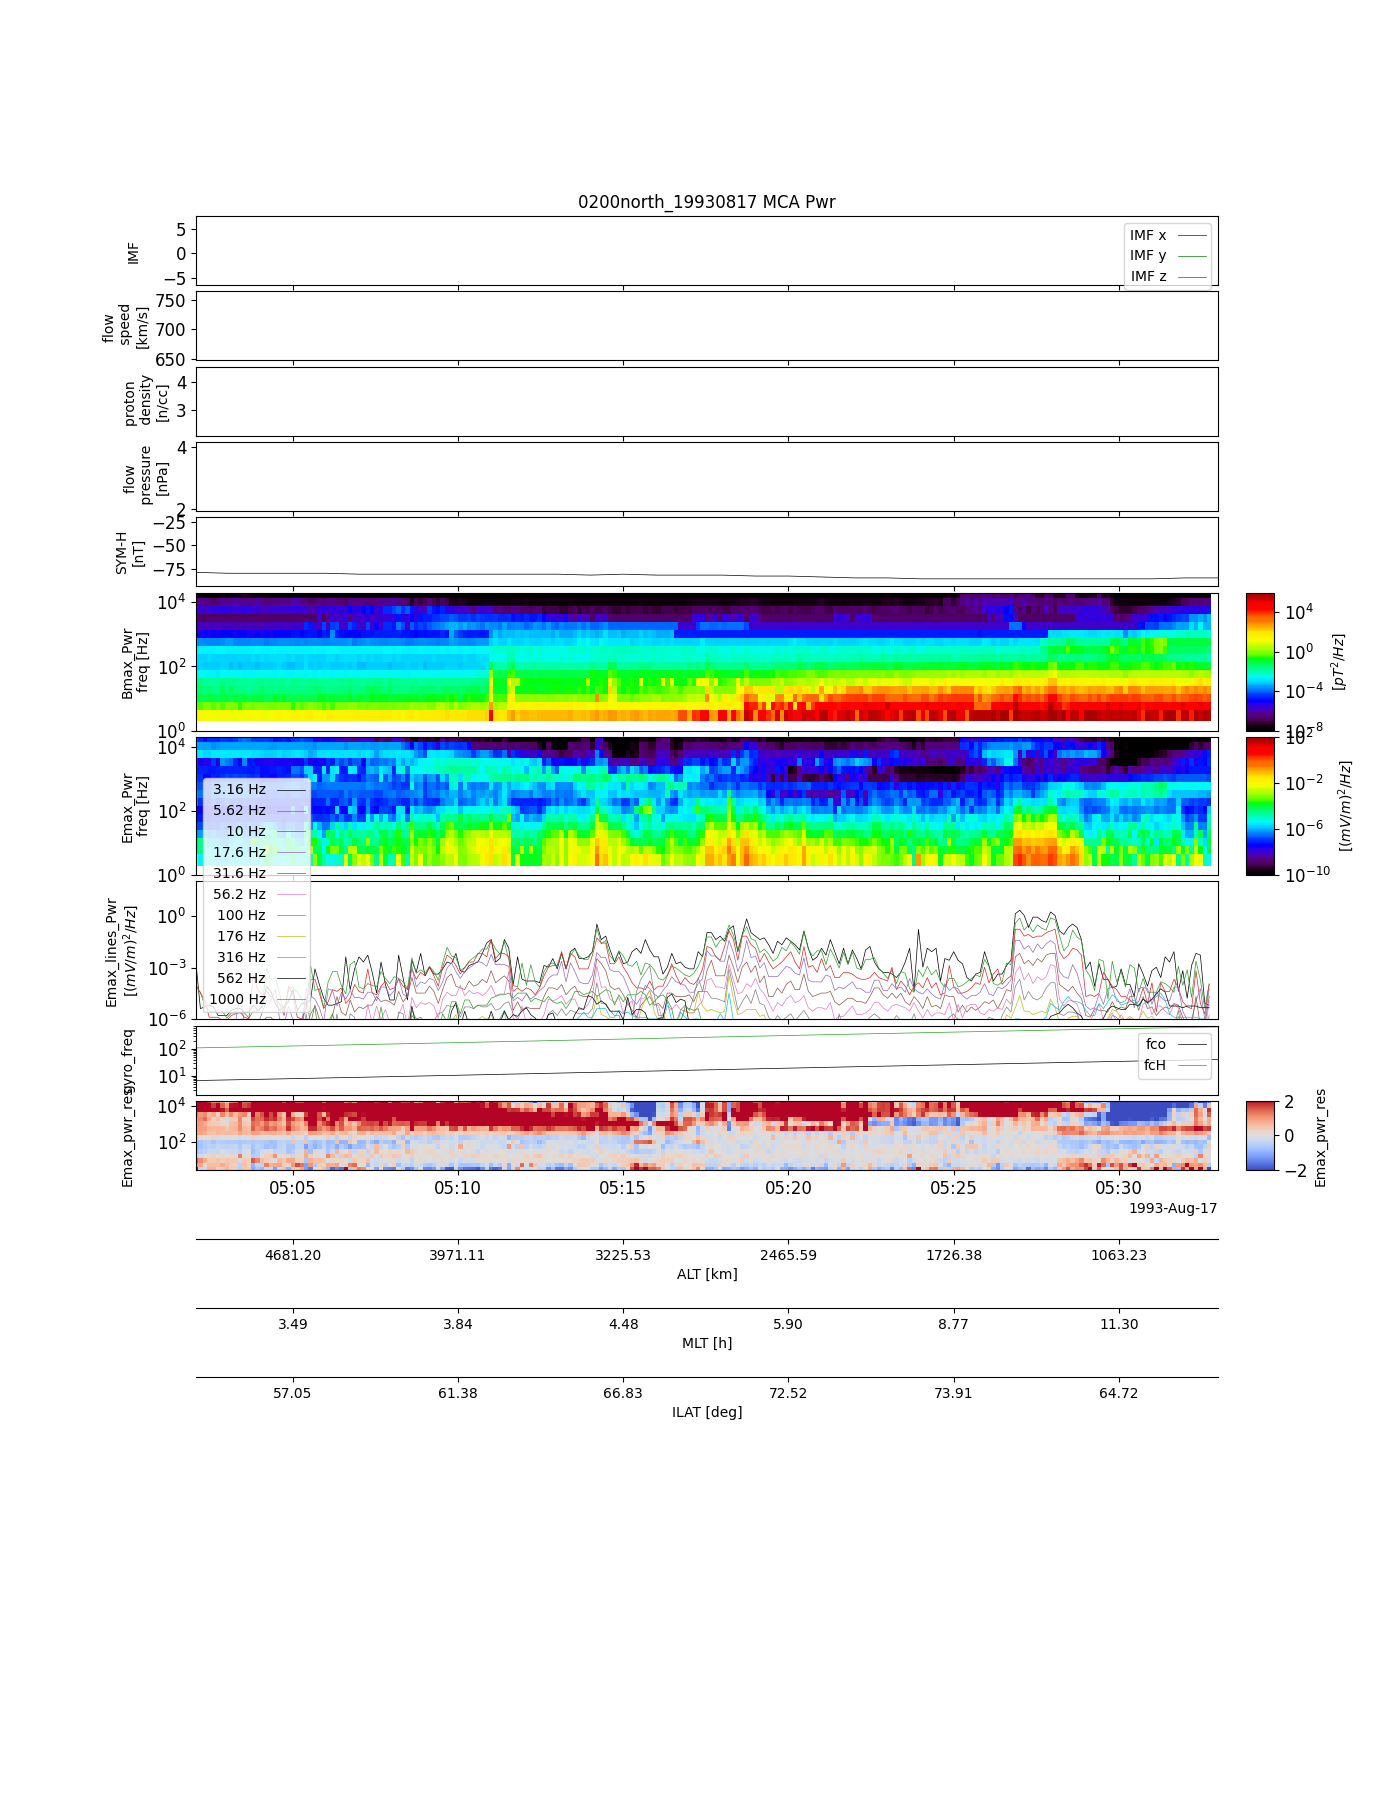 0200north_19930817 MCA Pwr
IMF
5
0
−5
IMF x
IMF y
IMF z
flow
speed
[km/s]
750
700
650
proton
density
[n/cc]
4
3
flow
pressure
[nPa]
4
2
SYM-H
[nT]
−25
−50
−75
Bmax_Pwr
freq [Hz]
10^4
10^2
10^0
10^4
10^0
10^−4
10^−8
[pT^2/Hz]
Emax_Pwr
freq [Hz]
10^4
10^2
10^0
10^2
10^−2
10^−6
10^−10
[(mV/m)^2/Hz]
3.16 Hz
5.62 Hz
10 Hz
17.6 Hz
31.6 Hz
56.2 Hz
100 Hz
176 Hz
316 Hz
562 Hz
1000 Hz
Emax_lines_Pwr
[(mV/m)^2/Hz]
10^0
10^−3
10^−6
gyro_freq
10^2
10^1
fco
fcH
Emax_pwr_res
10^4
10^2
2
0
−2
Emax_pwr_res
05:05 05:10 05:15 05:20 05:25 05:30
1993-Aug-17
4681.20 3971.11 3225.53 2465.59 1726.38 1063.23
ALT [km]
3.49 3.84 4.48 5.90 8.77 11.30
MLT [h]
57.05 61.38 66.83 72.52 73.91 64.72
ILAT [deg]